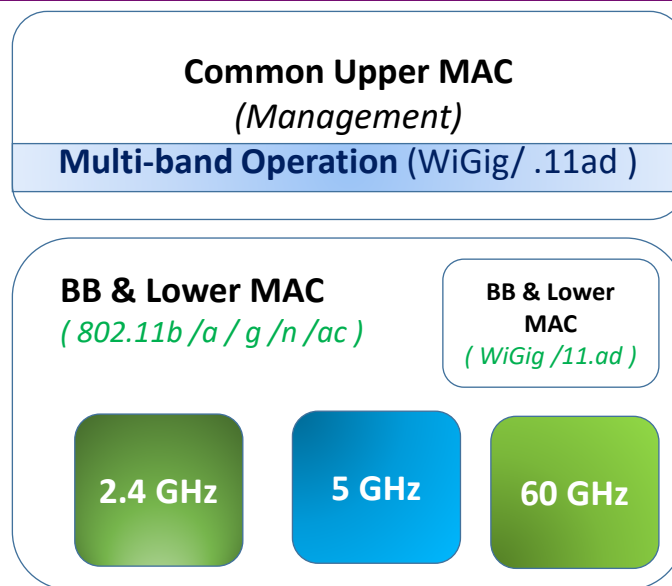 Common Upper MAC
(Management)
Multi-band Operation (WiGig/ .11ad )
BB & Lower MAC
( 802.11b /a / g /n /ac )
BB & Lower
MAC
( WiGig /11.ad )
2.4 GHz
5 GHz
60 GHz